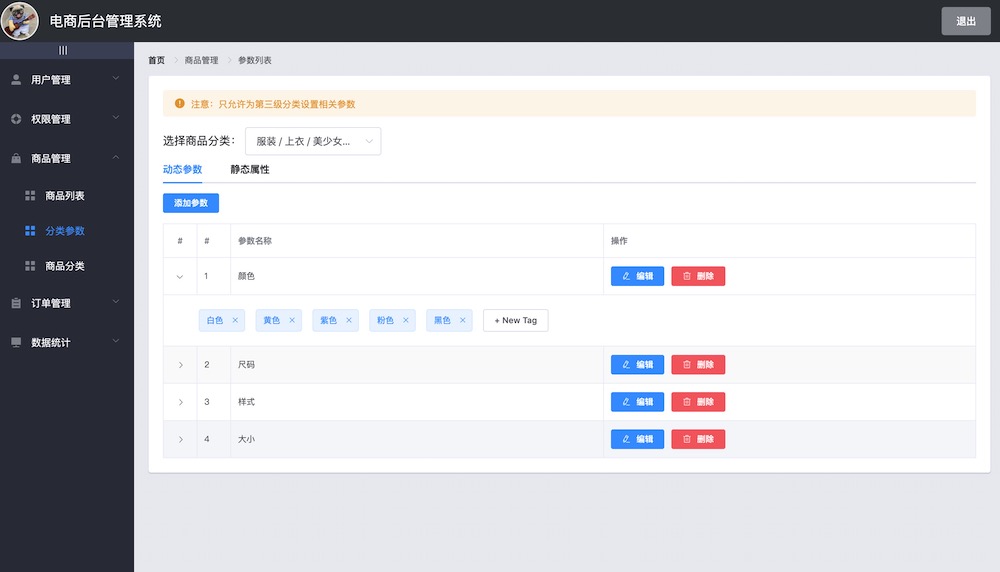 电商后台管理系统
退出
|||
用户管理
权限管理
商品管理
商品列表
分类参数
商品分类
订单管理
数据统计
首页 > 商品管理 > 参数列表
注意：只允许为第三级分类设置相关参数
选择商品分类： 服装 / 上衣 / 美少女...
动态参数 静态属性
添加参数
# # 参数名称 操作
1 颜色 编辑 删除
白色 × 黄色 × 紫色 × 粉色 × 黑色 × + New Tag
2 尺码 编辑 删除
3 样式 编辑 删除
4 大小 编辑 删除